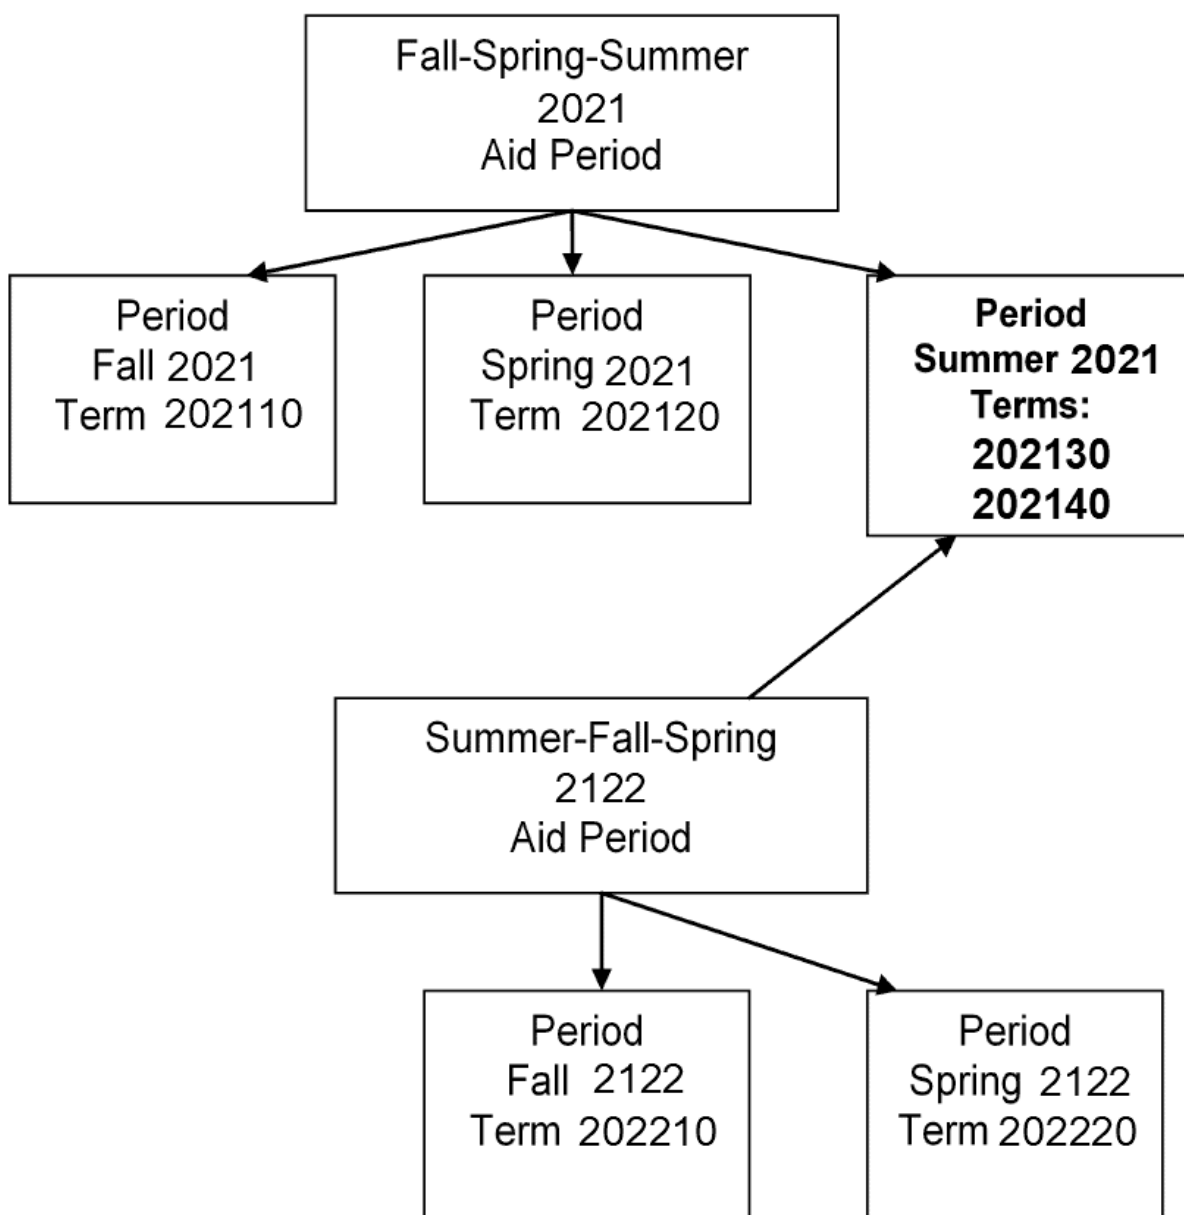 Fall-Spring-Summer
2021
Aid Period
Period
Fall 2021
Term 202110
Period
Spring 2021
Term 202120
Period
Summer 2021
Terms:
202130
202140
Summer-Fall-Spring
2122
Aid Period
Period
Fall 2122
Term 202210
Period
Spring 2122
Term 202220